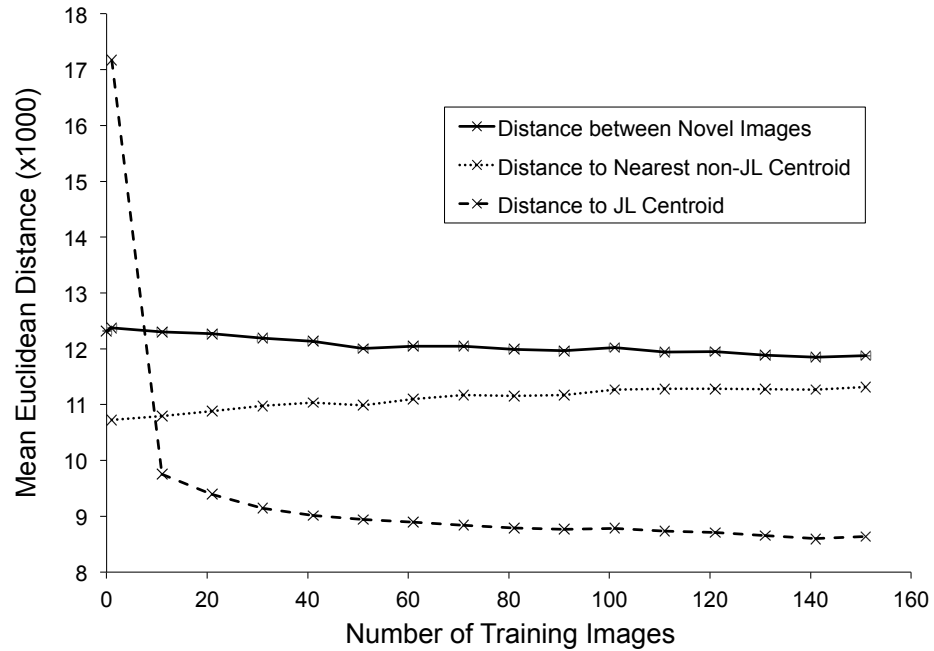 18
17
16
15
14
13
12
11
10
9
8
Mean Euclidean Distance (x1000)
Distance between Novel Images
Distance to Nearest non-JL Centroid
Distance to JL Centroid
0 20 40 60 80 100 120 140 160
Number of Training Images